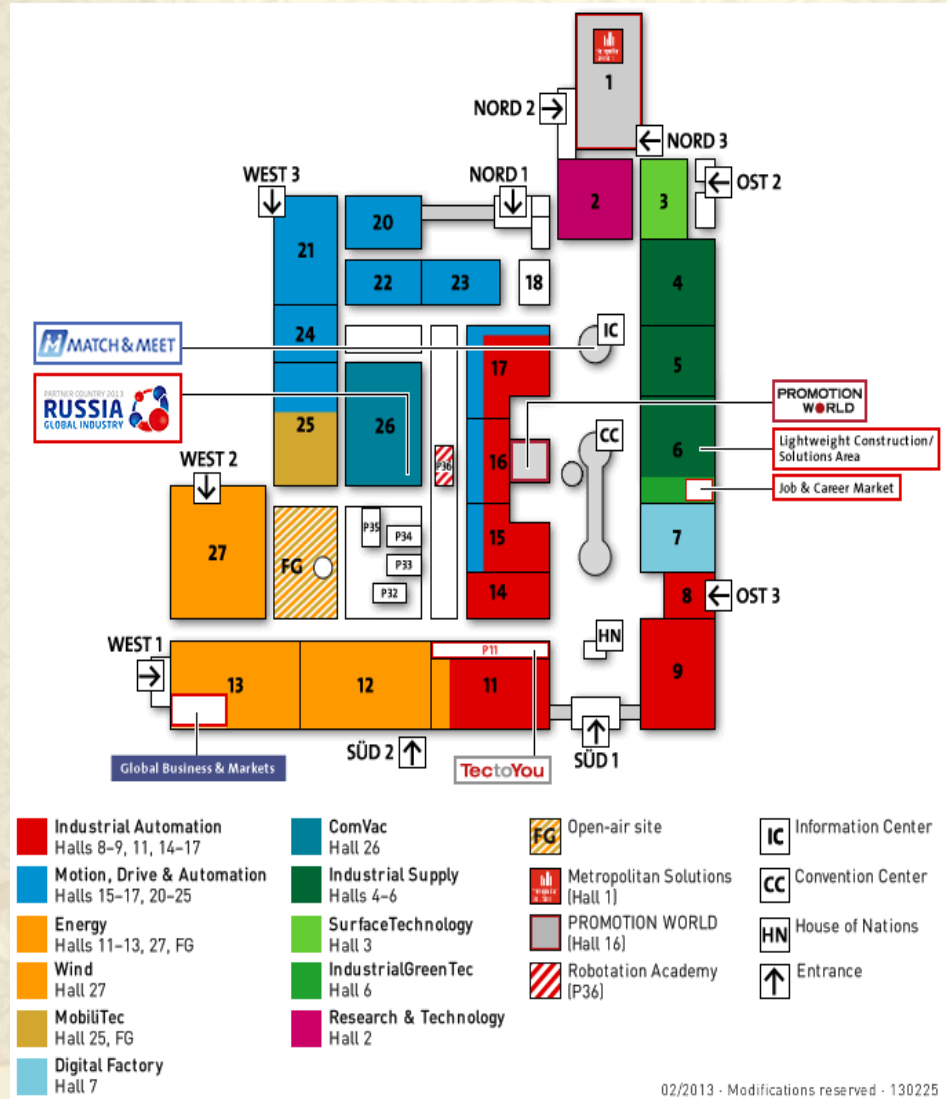 1
NORD 2
NORD 3
WEST 3
NORD 1
2
3
OST 2
20
21
22
23
18
4
IC
24
MATCH & MEET
17
5
PARTNER COUNTRY 2013
RUSSIA
GLOBAL INDUSTRY
PROMOTION
WORLD
25
26
CC
16
6
Lightweight Construction/
Solutions Area
P36
WEST 2
Job & Career Market
27
FG
P35
P34
P33
P32
15
7
14
8
OST 3
HN
WEST 1
P11
13
12
11
9
SÜD 2
SÜD 1
Global Business & Markets
TectoYou
Industrial Automation
Halls 8–9, 11, 14–17
Motion, Drive & Automation
Halls 15–17, 20–25
Energy
Halls 11–13, 27, FG
Wind
Hall 27
MobiliTec
Hall 25, FG
Digital Factory
Hall 7
ComVac
Hall 26
Industrial Supply
Halls 4–6
SurfaceTechnology
Hall 3
IndustrialGreenTec
Hall 6
Research & Technology
Hall 2
FG Open-air site
Metropolitan Solutions
(Hall 1)
PROMOTION WORLD
(Hall 16)
Robotation Academy
(P36)
IC Information Center
CC Convention Center
HN House of Nations
Entrance
02/2013 · Modifications reserved · 130225